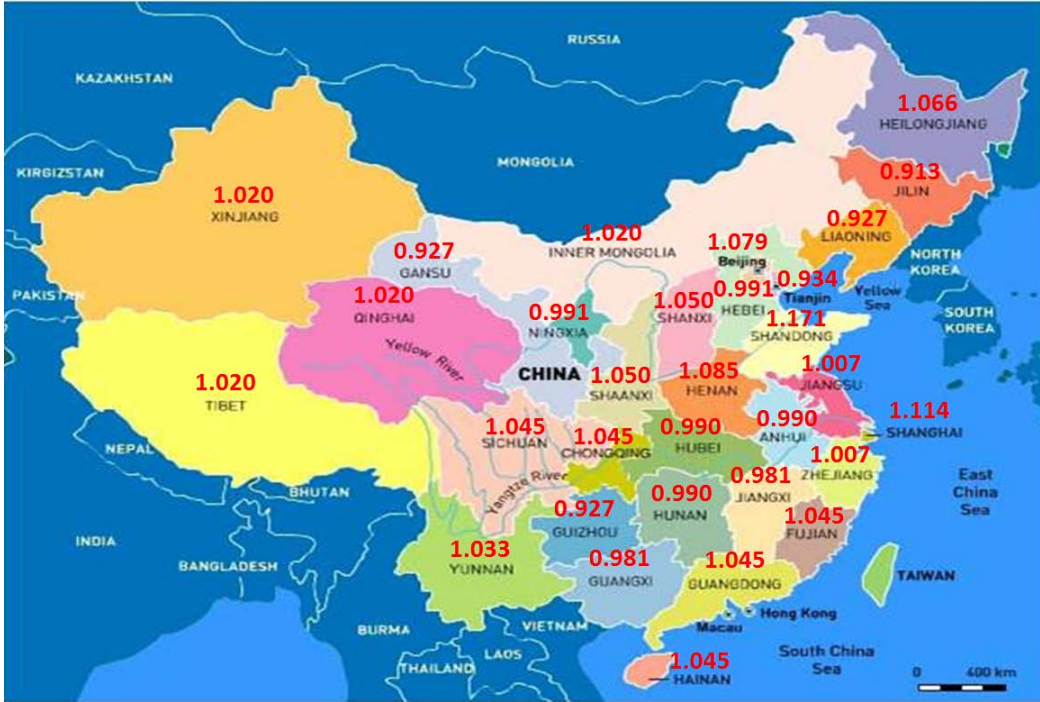 RUSSIA
KAZAKHSTAN
1.066
HEILONGJIANG
MONGOLIA
KIRGIZSTAN
0.913
JILIN
1.020
XINJIANG
0.927
LIAONING
1.020
INNER MONGOLIA
1.079
Beijing
0.927
GANSU
NORTH
KOREA
0.934
Tianjin
0.991
HEBEI
Yellow
Sea
PAKISTAN
1.020
QINGHAI
0.991
NINGXIA
1.050
SHANXI
1.171
SHANDONG
SOUTH
KOREA
Yellow River
CHINA
1.050
SHAANXI
1.085
HENAN
1.007
JIANGSU
1.020
TIBET
1.114
SHANGHAI
0.990
ANHUI
1.045
SICHUAN
1.045
CHONGQING
0.990
HUBEI
NEPAL
1.007
ZHEJIANG
Yangtze River
0.981
JIANGXI
East
China
Sea
BHUTAN
0.990
HUNAN
0.927
GUIZHOU
1.045
FUJIAN
INDIA
1.033
YUNNAN
0.981
GUANGXI
1.045
GUANGDONG
TAIWAN
BANGLADESH
Hong Kong
Macau
BURMA
VIETNAM
LAOS
THAILAND
South China
Sea
1.045
HAINAN
0 400 km